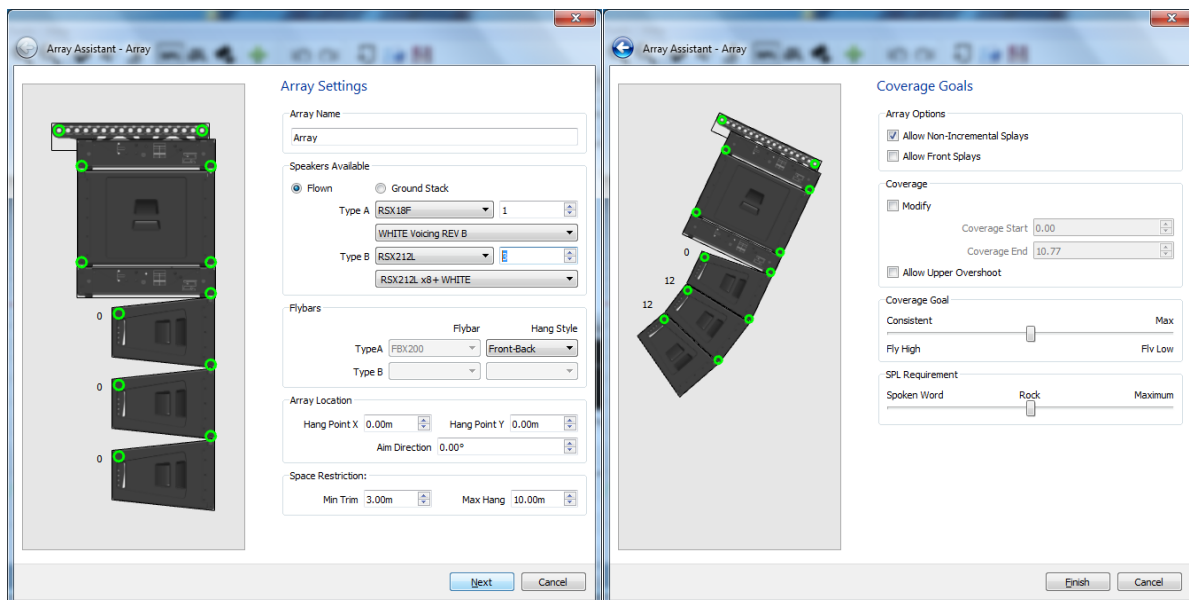 Array Assistant - Array
Array Settings
Array Name
Array
Speakers Available
Flown Ground Stack
Type A RSX18F 1
WHITE Voicing REV B
Type B RSX212L 3
RSX212L x8+ WHITE
Flybars
Flybar Hang Style
TypeA FBX200 Front-Back
Type B
Array Location
Hang Point X 0.00m Hang Point Y 0.00m
Aim Direction 0.00°
Space Restriction:
Min Trim 3.00m Max Hang 10.00m
0
0
0
Next Cancel
Array Assistant - Array
Coverage Goals
Array Options
Allow Non-Incremental Splays
Allow Front Splays
Coverage
Modify
Coverage Start 0.00
Coverage End 10.77
Allow Upper Overshoot
Coverage Goal
Consistent Max
Fly High Fly Low
SPL Requirement
Spoken Word Rock Maximum
0
12
12
Finish Cancel